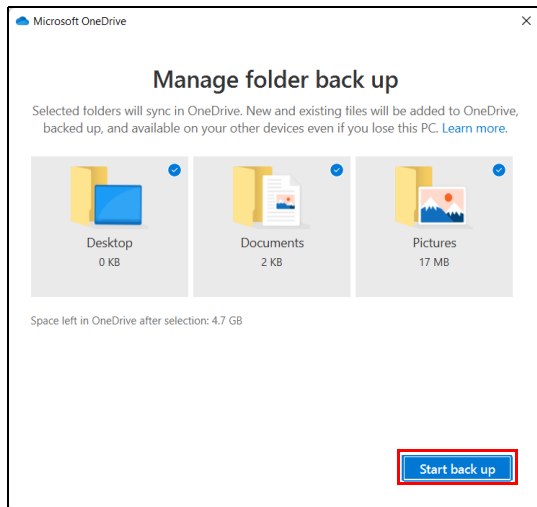 Microsoft OneDrive
Manage folder back up
Selected folders will sync in OneDrive. New and existing files will be added to OneDrive,
backed up, and available on your other devices even if you lose this PC. Learn more.
Desktop
0 KB
Documents
2 KB
Pictures
17 MB
Space left in OneDrive after selection: 4.7 GB
Start back up